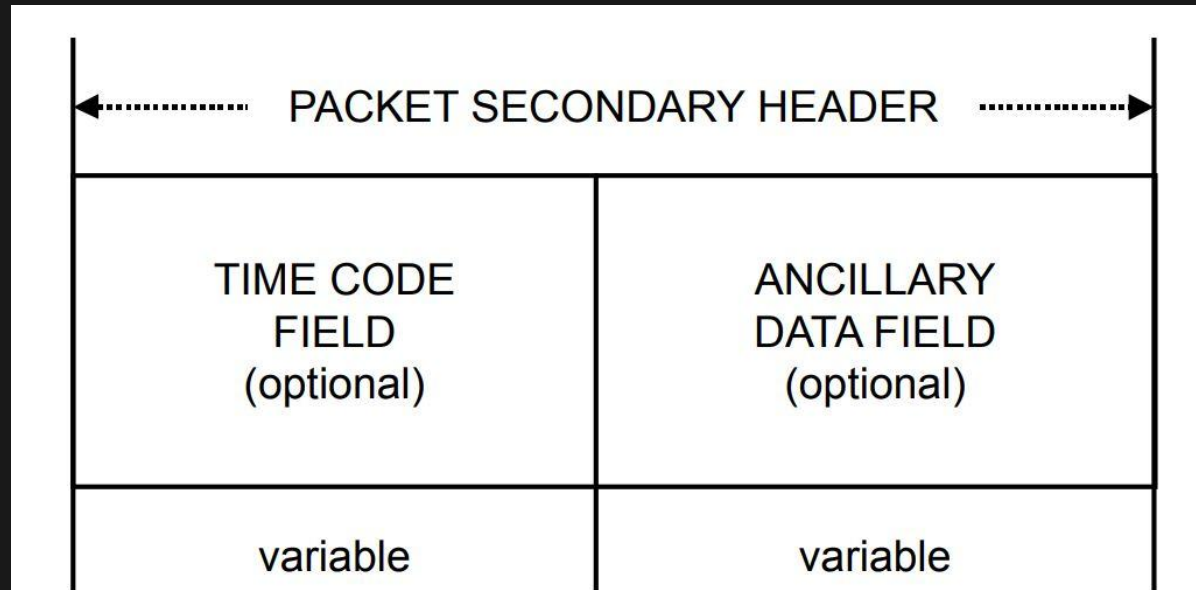 PACKET SECONDARY HEADER
TIME CODE
FIELD
(optional)
ANCILLARY
DATA FIELD
(optional)
variable
variable